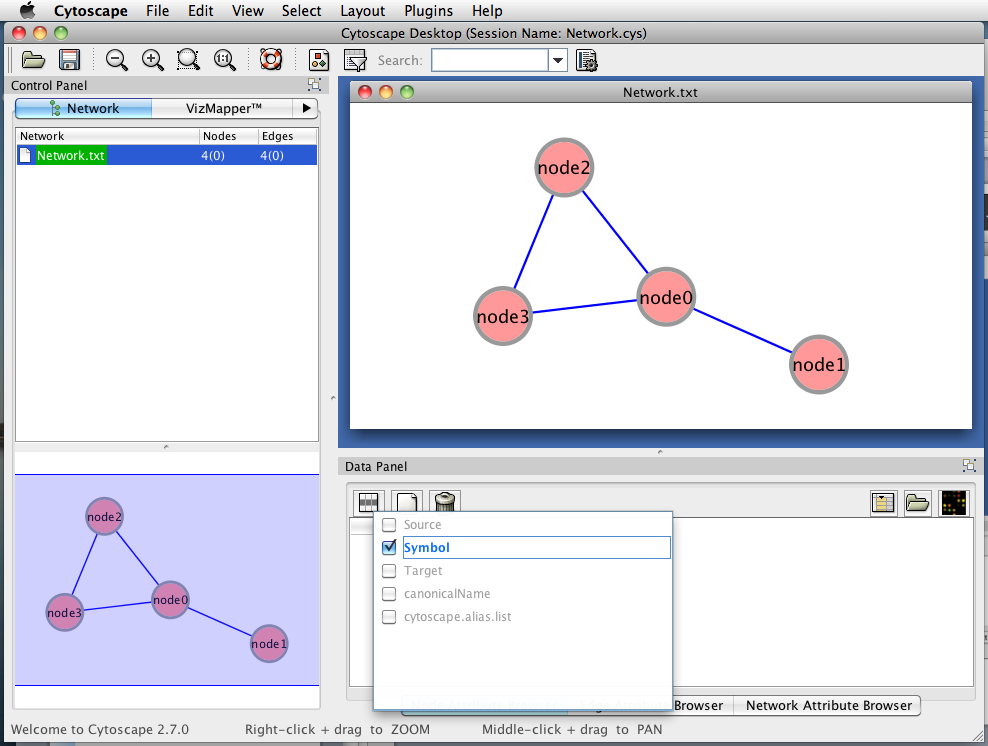 Cytoscape File Edit View Select Layout Plugins Help
Cytoscape Desktop (Session Name: Network.cys)
Search:
Control Panel
Network VizMapper™
Network Nodes Edges
Network.txt 4(0) 4(0)
node2
node3
node0
node1
Network.txt
node2
node3
node0
node1
Data Panel
Source
Symbol
Target
canonicalName
cytoscape.alias.list
Browser Network Attribute Browser
Welcome to Cytoscape 2.7.0 Right-click + drag to ZOOM Middle-click + drag to PAN